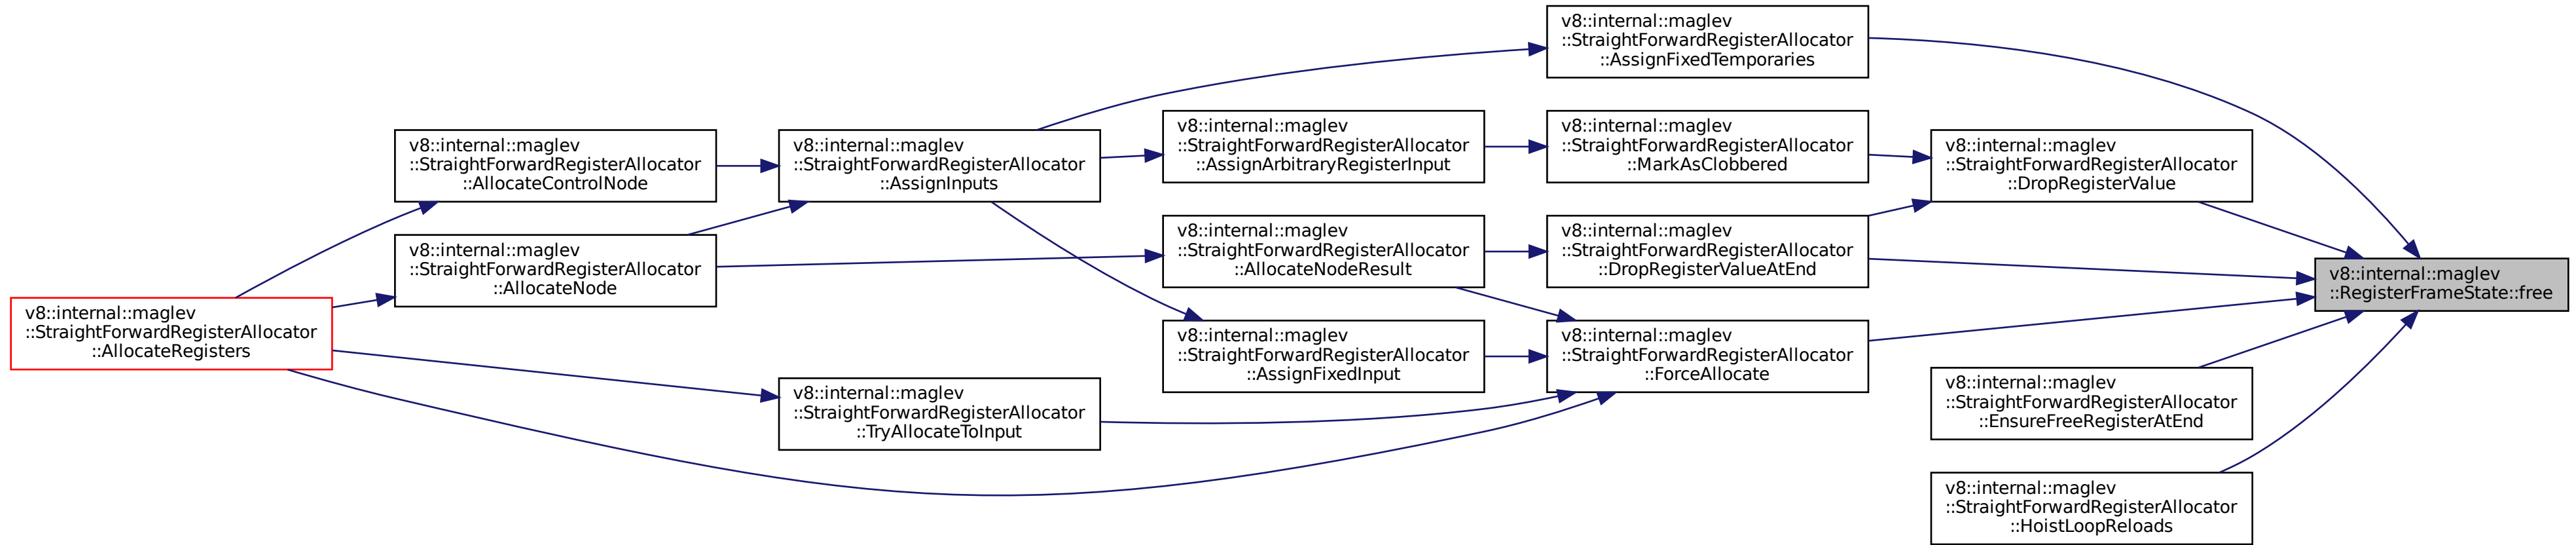 v8::internal::maglev
::StraightForwardRegisterAllocator
::AssignFixedTemporaries
v8::internal::maglev
::StraightForwardRegisterAllocator
::AllocateControlNode
v8::internal::maglev
::StraightForwardRegisterAllocator
::AssignInputs
v8::internal::maglev
::StraightForwardRegisterAllocator
::AssignArbitraryRegisterInput
v8::internal::maglev
::StraightForwardRegisterAllocator
::MarkAsClobbered
v8::internal::maglev
::StraightForwardRegisterAllocator
::DropRegisterValue
v8::internal::maglev
::StraightForwardRegisterAllocator
::AllocateNode
v8::internal::maglev
::StraightForwardRegisterAllocator
::AllocateNodeResult
v8::internal::maglev
::StraightForwardRegisterAllocator
::DropRegisterValueAtEnd
v8::internal::maglev
::RegisterFrameState::free
v8::internal::maglev
::StraightForwardRegisterAllocator
::AllocateRegisters
v8::internal::maglev
::StraightForwardRegisterAllocator
::AssignFixedInput
v8::internal::maglev
::StraightForwardRegisterAllocator
::ForceAllocate
v8::internal::maglev
::StraightForwardRegisterAllocator
::TryAllocateToInput
v8::internal::maglev
::StraightForwardRegisterAllocator
::EnsureFreeRegisterAtEnd
v8::internal::maglev
::StraightForwardRegisterAllocator
::HoistLoopReloads